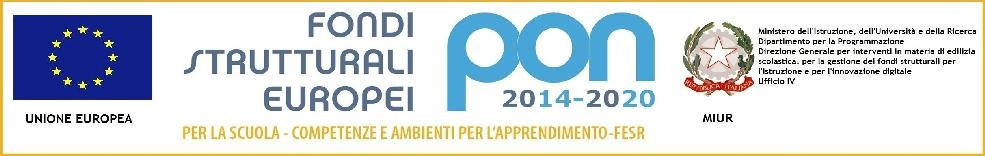 UNIONE EUROPEA
FONDI
STRUTTURALI
EUROPEI
pon
2014-2020
PER LA SCUOLA - COMPETENZE E AMBIENTI PER L'APPRENDIMENTO-FESR
MIUR
Ministero dell'Istruzione, dell'Università e della Ricerca
Dipartimento per la Programmazione
Direzione Generale per interventi in materia di edilizia
scolastica, per la gestione dei fondi strutturali per
l'istruzione e per l'innovazione digitale
Ufficio IV